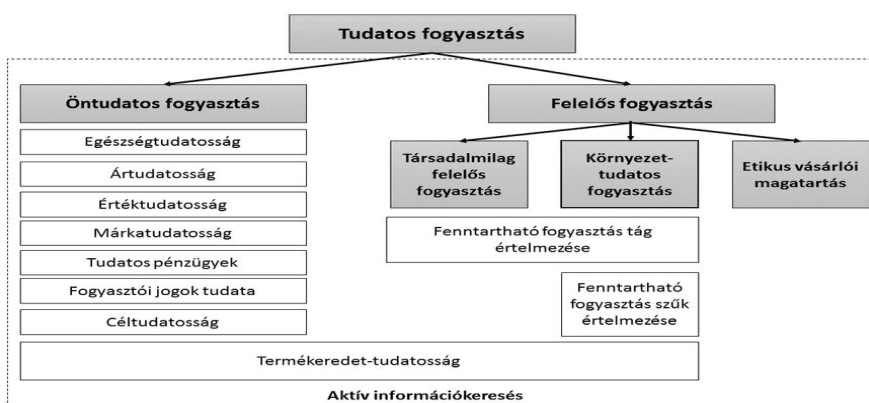 Tudatos fogyasztás
Öntudatos fogyasztás
Egészségtudatosság
Ártudatosság
Értéktudatosság
Márkatudatosság
Tudatos pénzügyek
Fogyasztói jogok tudata
Céltudatosság
Felelős fogyasztás
Társadalmilag
felelős
fogyasztás
Környezet-
tudatos
fogyasztás
Etikus vásárlói
magatartás
Fenntartható fogyasztás tág
értelmezése
Fenntartható
fogyasztás szűk
értelmezése
Termékeredet-tudatosság
Aktív információkeresés